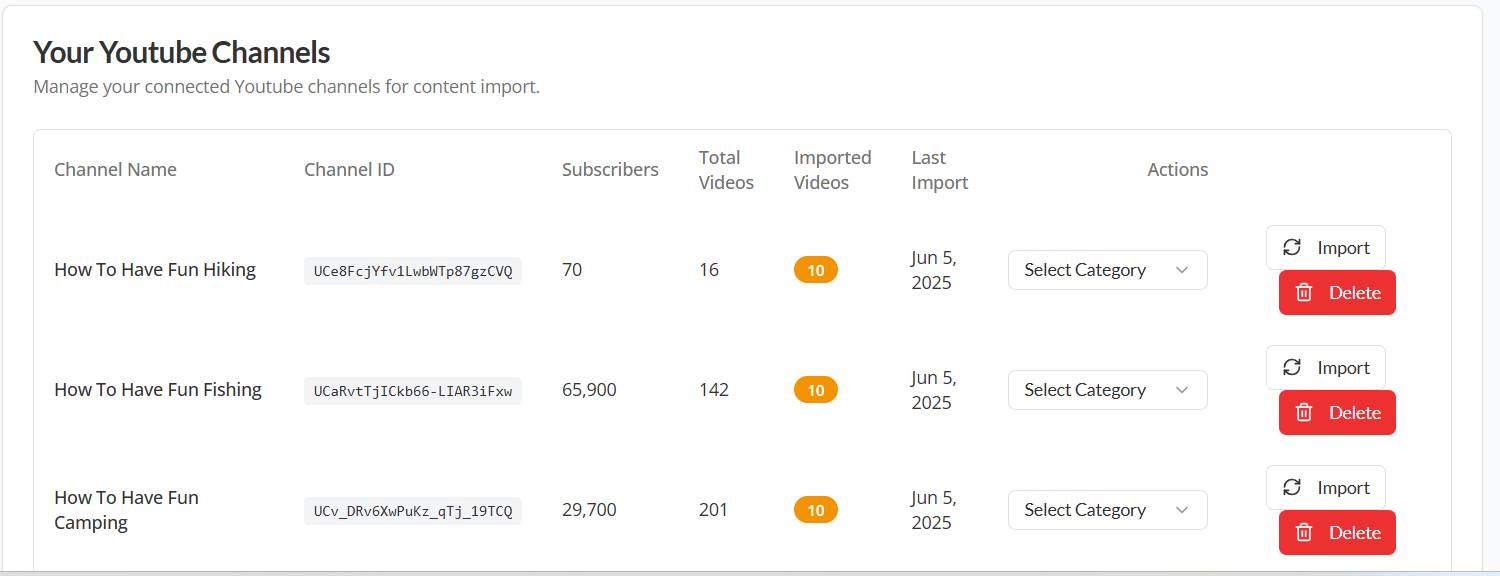 Your Youtube Channels
Manage your connected Youtube channels for content import.
Channel Name Channel ID Subscribers Total Videos Imported Videos Last Import Actions
How To Have Fun Hiking UCe8FcjYfv1LwbWTp87gzCVQ 70 16 10 Jun 5, 2025 Select Category Import
Delete
How To Have Fun Fishing UCaRvtTjICkb66-LIAR3iFxw 65,900 142 10 Jun 5, 2025 Select Category Import
Delete
How To Have Fun Camping UCv_DRv6XwPuKz_qTj_19TCQ 29,700 201 10 Jun 5, 2025 Select Category Import
Delete